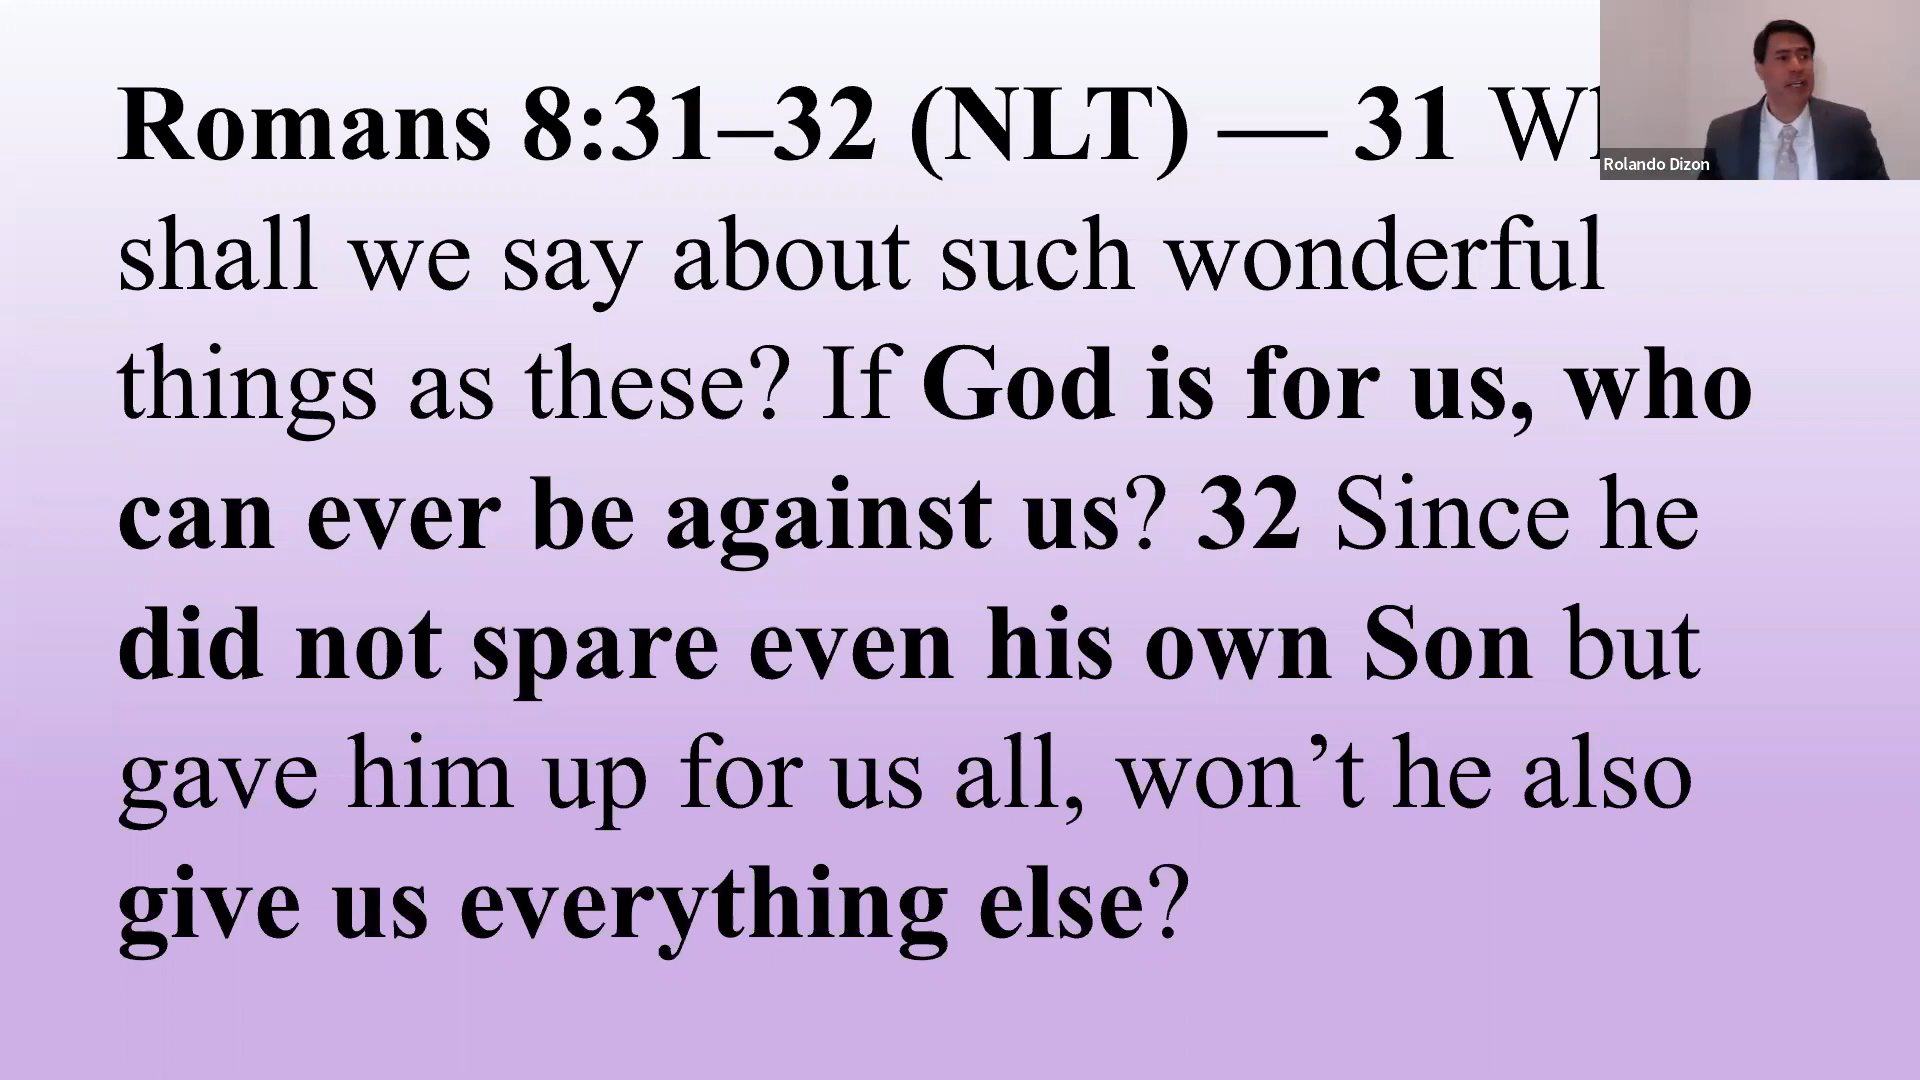 Romans 8:31–32 (NLT) — 31
shall we say about such wonderful
things as these? If God is for us, who
can ever be against us? 32 Since he
did not spare even his own Son but
gave him up for us all, won’t he also
give us everything else?
Rolando Dizon